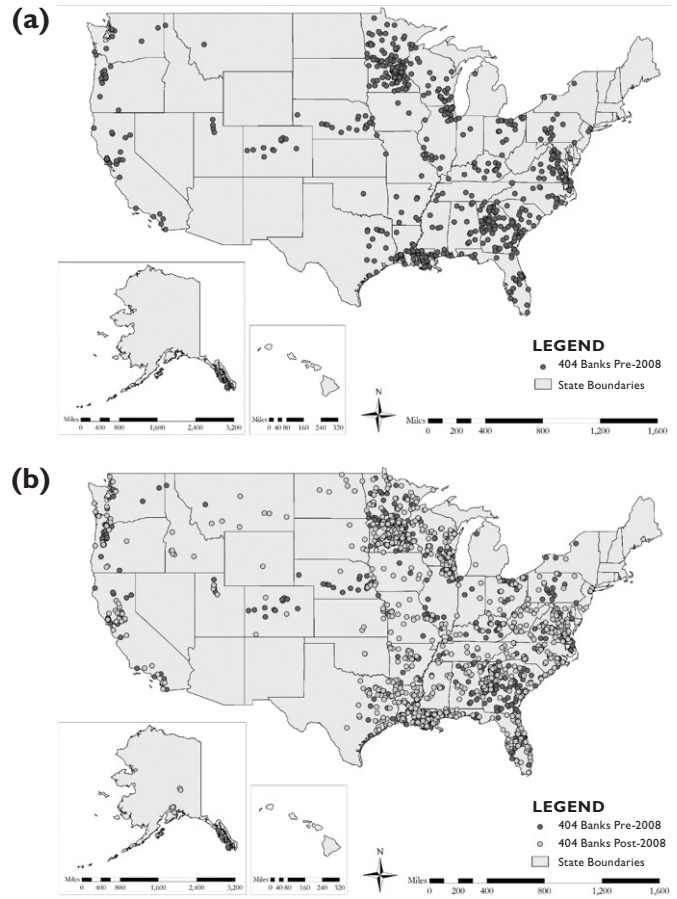 (a)
LEGEND
404 Banks Pre-2008
State Boundaries
N
Miles
0 400 800 1,600 2,400 3,200
Miles
0 40 80 160 240 320
Miles
0 200 400 800 1,200 1,600
(b)
LEGEND
404 Banks Pre-2008
404 Banks Post-2008
State Boundaries
N
Miles
0 400 800 1,600 2,400 3,200
Miles
0 40 80 160 240 320
Miles
0 200 400 800 1,200 1,600